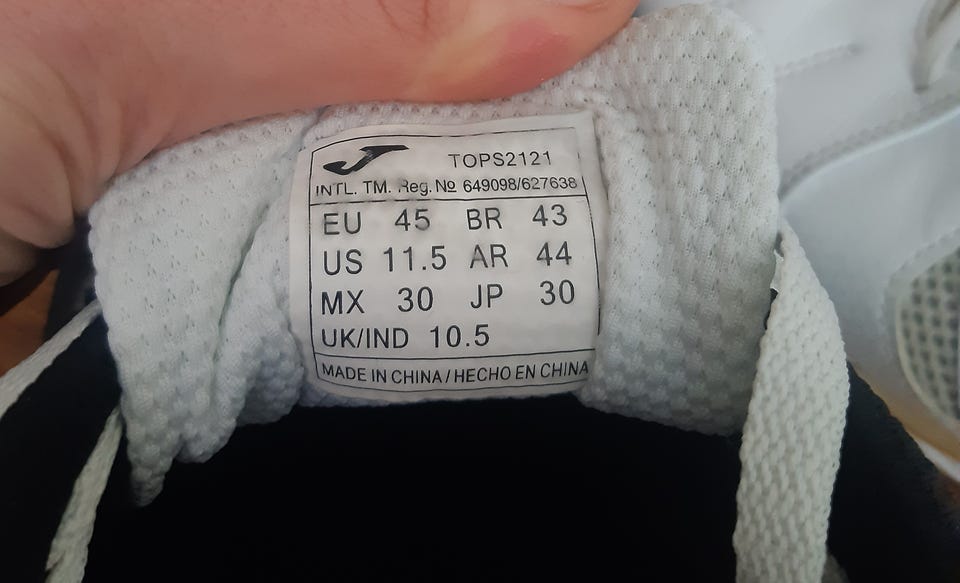 TOPS2121
INTL. TM. Reg. Nº 649098/627638
EU 45 BR 43
US 11.5 AR 44
MX 30 JP 30
UK/IND 10.5
MADE IN CHINA / HECHO EN CHINA